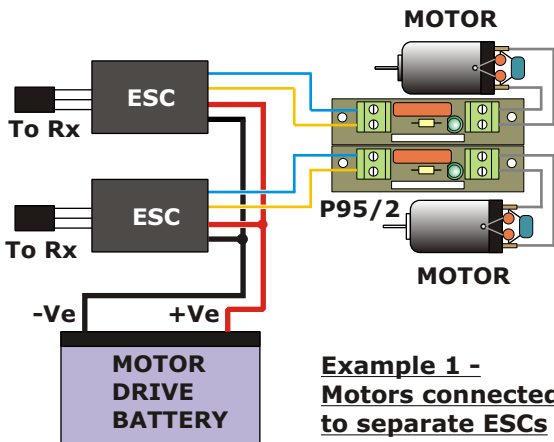 MOTOR
ESC
To Rx
ESC
To Rx
P95/2
MOTOR
-Ve
+Ve
MOTOR
DRIVE
BATTERY
Example 1 -
Motors connected
to separate ESCs